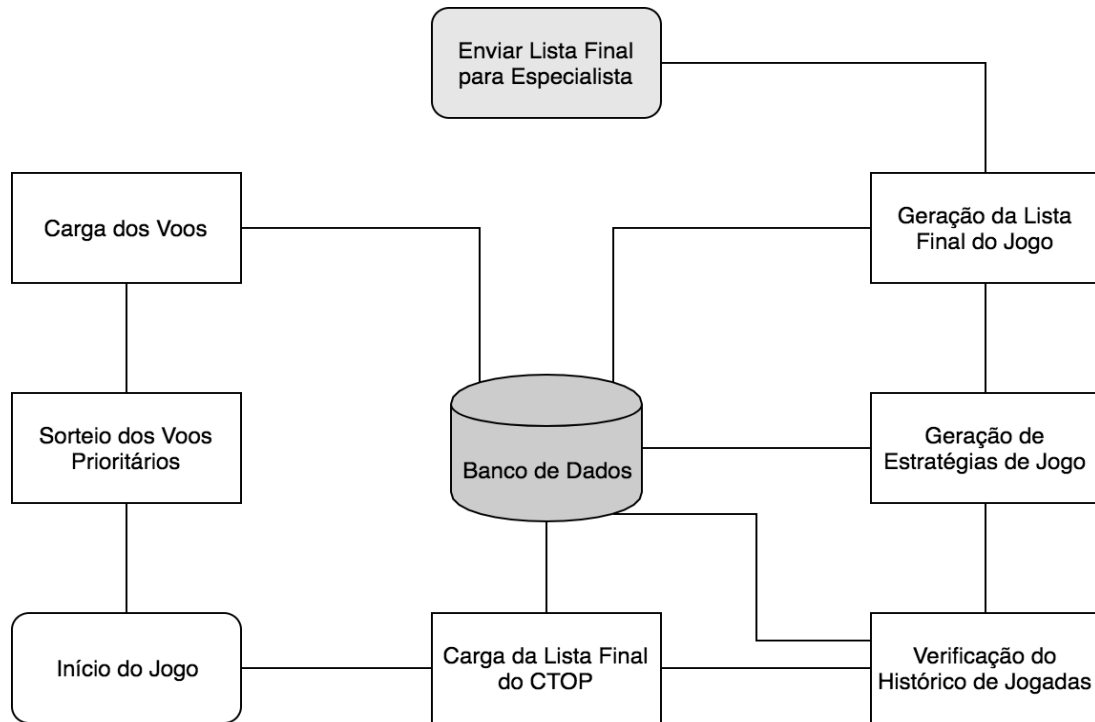 Enviar Lista Final
para Especialista
Carga dos Voos
Geração da Lista
Final do Jogo
Sorteio dos Voos
Prioritários
Banco de Dados
Geração de
Estratégias de Jogo
Início do Jogo
Carga da Lista Final
do CTOP
Verificação do
Histórico de Jogadas